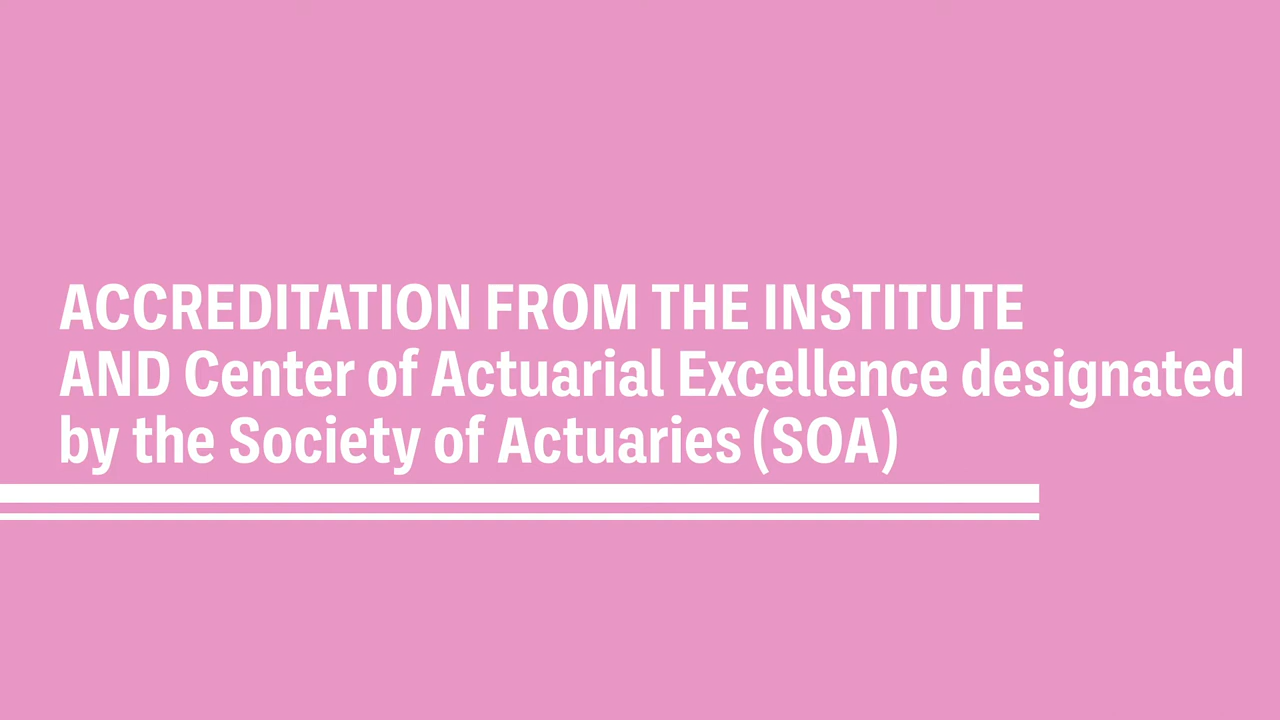 ACCREDITATION FROM THE INSTITUTE
AND Center of Actuarial Excellence designated
by the Society of Actuaries (SOA)